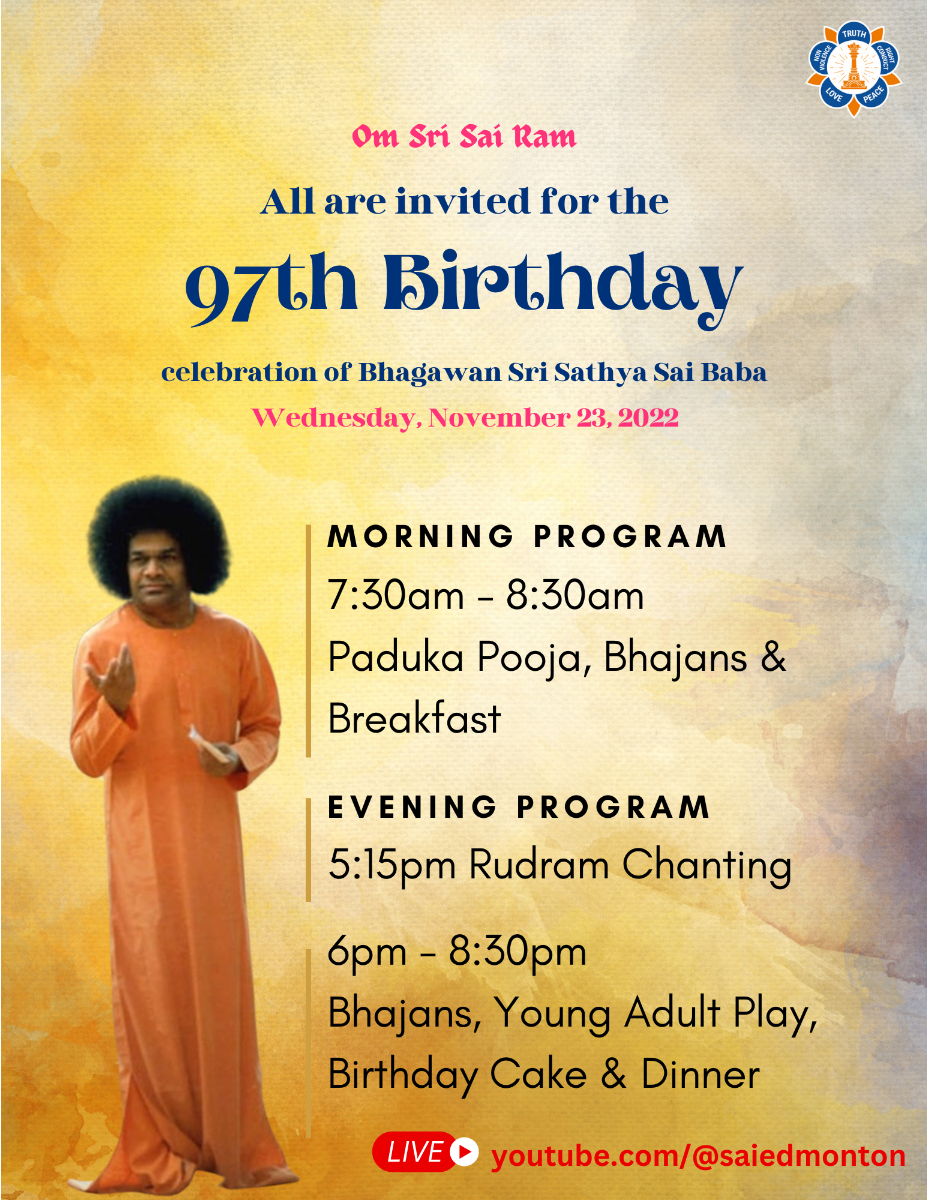 TRUTH
NON VIOLENCE
RIGHT CONDUCT
LOVE
PEACE
Om Sri Sai Ram
All are invited for the
97th Birthday
celebration of Bhagawan Sri Sathya Sai Baba
Wednesday, November 23, 2022
MORNING PROGRAM
7:30am – 8:30am
Paduka Pooja, Bhajans &
Breakfast
EVENING PROGRAM
5:15pm Rudram Chanting
6pm – 8:30pm
Bhajans, Young Adult Play,
Birthday Cake & Dinner
LIVE
youtube.com/@saiedmonton